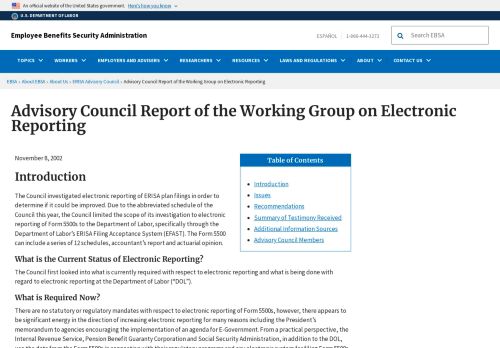 An official website of the United States government. Here's how you know
U.S. DEPARTMENT OF LABOR
Employee Benefits Security Administration
ESPAÑOL | 1-866-444-3272
Search EBSA
TOPICS WORKERS EMPLOYERS AND ADVISERS RESEARCHERS RESOURCES LAWS AND REGULATIONS ABOUT CONTACT US
EBSA › About EBSA › About Us › ERISA Advisory Council › Advisory Council Report of the Working Group on Electronic Reporting
Advisory Council Report of the Working Group on Electronic
Reporting
November 8, 2002
Introduction
The Council investigated electronic reporting of ERISA plan filings in order to
determine if it could be improved. Due to the abbreviated schedule of the
Council this year, the Council limited the scope of its investigation to electronic
reporting of Form 5500s to the Department of Labor, specifically through the
Department of Labor's ERISA Filing Acceptance System (EFAST). The Form 5500
can include a series of 12 schedules, accountant's report and actuarial opinion.
Table of Contents
Introduction
Issues
Recommendations
Summary of Testimony Received
Additional Information Sources
Advisory Council Members
What is the Current Status of Electronic Reporting?
The Council first looked into what is currently required with respect to electronic reporting and what is being done with
regard to electronic reporting at the Department of Labor ("DOL").
What is Required Now?
There are no statutory or regulatory mandates with respect to electronic reporting of Form 5500s, however, there appears to
be significant energy in the direction of increasing electronic reporting for many reasons including the President's
memorandum to agencies encouraging the implementation of an agenda for E-Government. From a practical perspective, the
Internal Revenue Service, Pension Benefit Guaranty Corporation and Social Security Administration, in addition to the DOL,